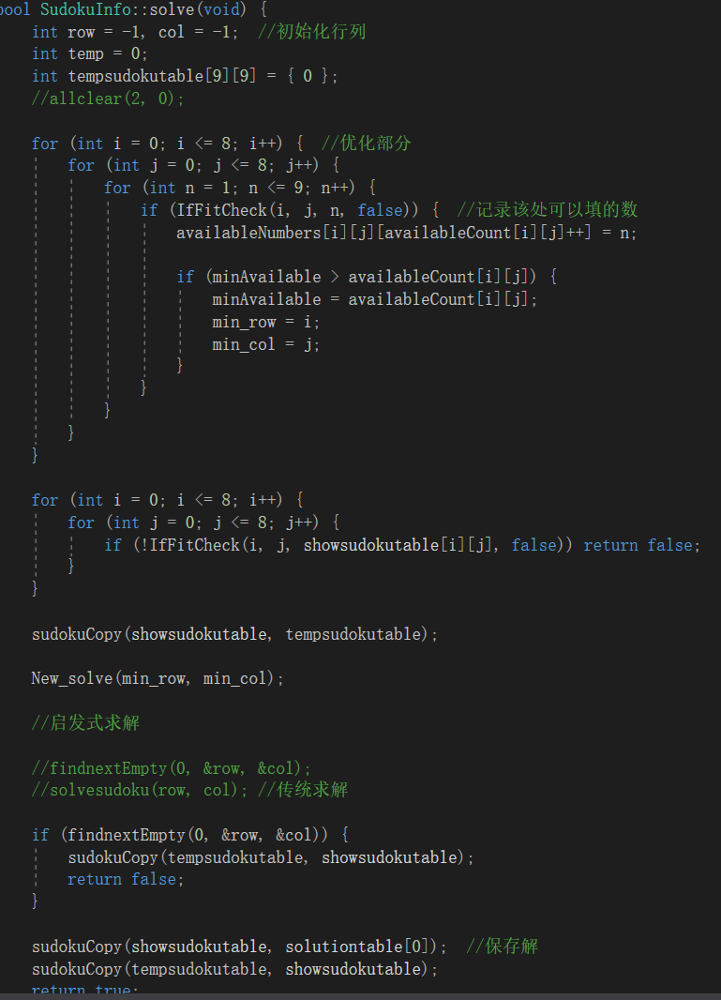 bool SudokuInfo::solve(void) {
int row = -1, col = -1;  //初始化行列
int temp = 0;
int tempsudokutable[9][9] = { 0 };
//allclear(2, 0);
for (int i = 0; i <= 8; i++) {  //优化部分
for (int j = 0; j <= 8; j++) {
for (int n = 1; n <= 9; n++) {
if (IfFitCheck(i, j, n, false)) {  //记录该处可以填的数
availableNumbers[i][j][availableCount[i][j]++] = n;
if (minAvailable > availableCount[i][j]) {
minAvailable = availableCount[i][j];
min_row = i;
min_col = j;
}
}
}
}
}
for (int i = 0; i <= 8; i++) {
for (int j = 0; j <= 8; j++) {
if (!IfFitCheck(i, j, showsudokutable[i][j], false)) return false;
}
}
sudokuCopy(showsudokutable, tempsudokutable);
New_solve(min_row, min_col);
//启发式求解
//findnextEmpty(0, &row, &col);
//solvesudoku(row, col); //传统求解
if (findnextEmpty(0, &row, &col)) {
sudokuCopy(tempsudokutable, showsudokutable);
return false;
}
sudokuCopy(showsudokutable, solutiontable[0]);  //保存解
sudokuCopy(tempsudokutable, showsudokutable);
return true;